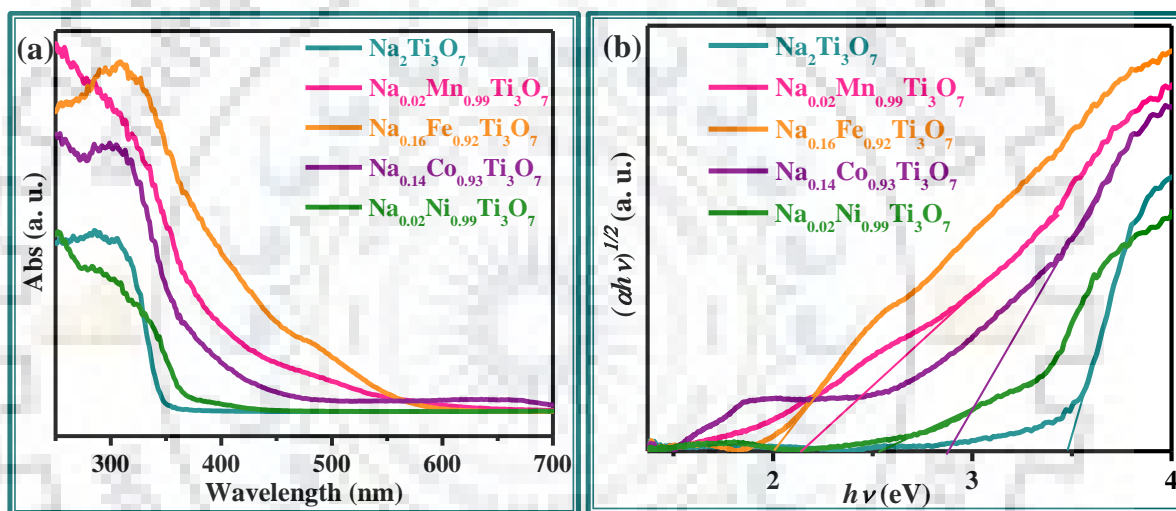 (a)
Na₂Ti₃O₇
Na₀.₀₂Mn₀.₉₉Ti₃O₇
Na₀.₁₆Fe₀.₉₂Ti₃O₇
Na₀.₁₄Co₀.₉₃Ti₃O₇
Na₀.₀₂Ni₀.₉₉Ti₃O₇
Abs (a. u.)
300 400 500 600 700
Wavelength (nm)
(b)
Na₂Ti₃O₇
Na₀.₀₂Mn₀.₉₉Ti₃O₇
Na₀.₁₆Fe₀.₉₂Ti₃O₇
Na₀.₁₄Co₀.₉₃Ti₃O₇
Na₀.₀₂Ni₀.₉₉Ti₃O₇
(αhν)¹ᐟ² (a. u.)
2 3 4
hν (eV)